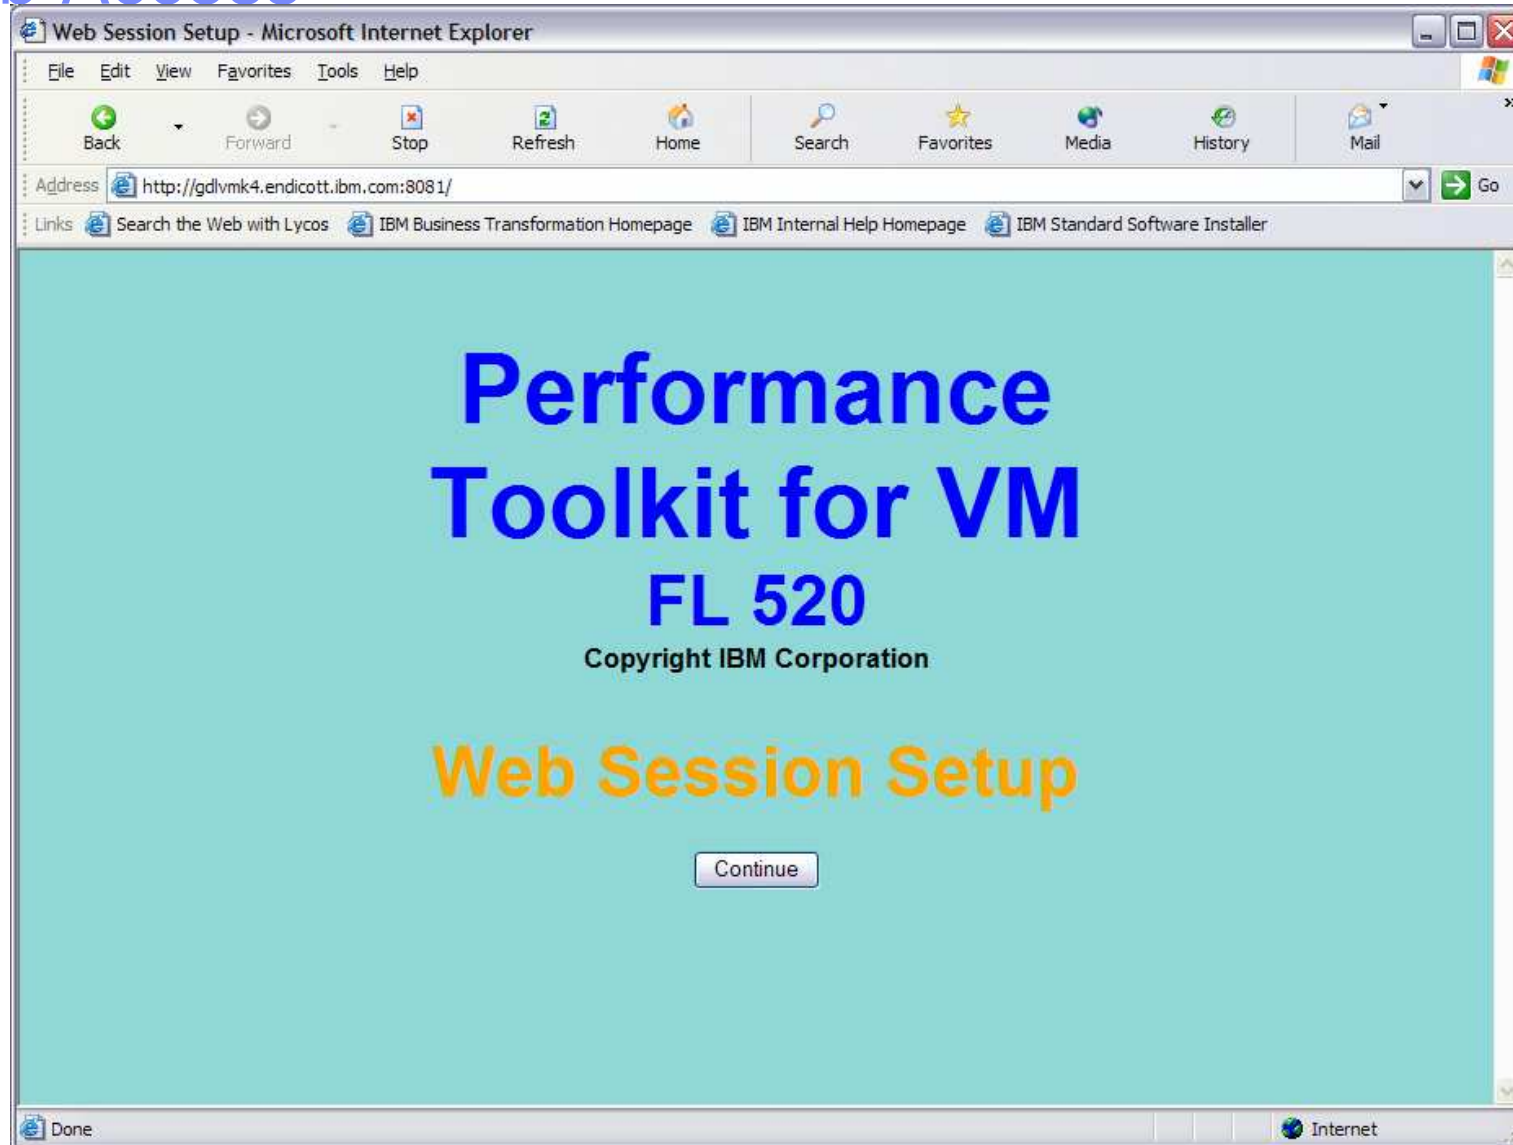 Web Session Setup - Microsoft Internet Explorer
File Edit View Favorites Tools Help
Back Forward Stop Refresh Home Search Favorites Media History Mail »
Address http://gdlvmk4.endicott.ibm.com:8081/ Go
Links Search the Web with Lycos IBM Business Transformation Homepage IBM Internal Help Homepage IBM Standard Software Installer
Performance
Toolkit for VM
FL 520
Copyright IBM Corporation
Web Session Setup
Continue
Done Internet